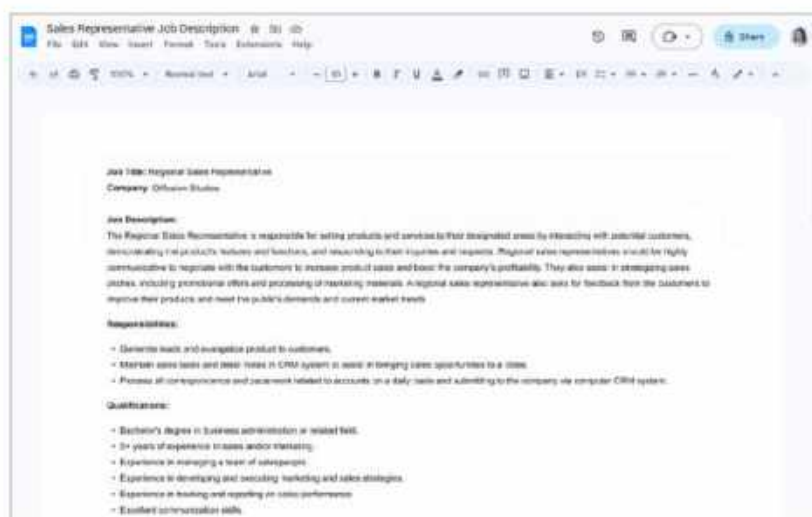 Sales Representative Job Description
File Edit View Insert Format Tools Extensions Help
Share
100% Normal text Arial
Job Title: Regional Sales Representative
Company: Diffusion Studios
Job Description:
The Regional Sales Representative is responsible for selling products and services to their designated areas by interacting with potential customers,
demonstrating the products features and functions, and responding to their inquiries and requests. Regional sales representatives should be highly
communicative to negotiate with the customers to increase product sales and boost the company's profitability. They also assist in strategizing sales
pitches, including promotional offers and processing of marketing materials. A regional sales representative also asks for feedback from the customers to
improve their products and meet the public's demands and current market trends
Responsibilities:
• Generate leads and evangelize product to customers.
• Maintain sales leads and detail notes in CRM system to assist in bringing sales opportunities to a close.
• Process all correspondence and paperwork related to accounts on a daily basis and submitting to the company via computer CRM system.
Qualifications:
• Bachelor's degree in business administration or related field.
• years of experience in sales and/or marketing.
• Experience in managing a team of salespeople
• Experience in developing and executing marketing and sales strategies.
• Experience in tracking and reporting on sales performance
• Excellent communication skills.